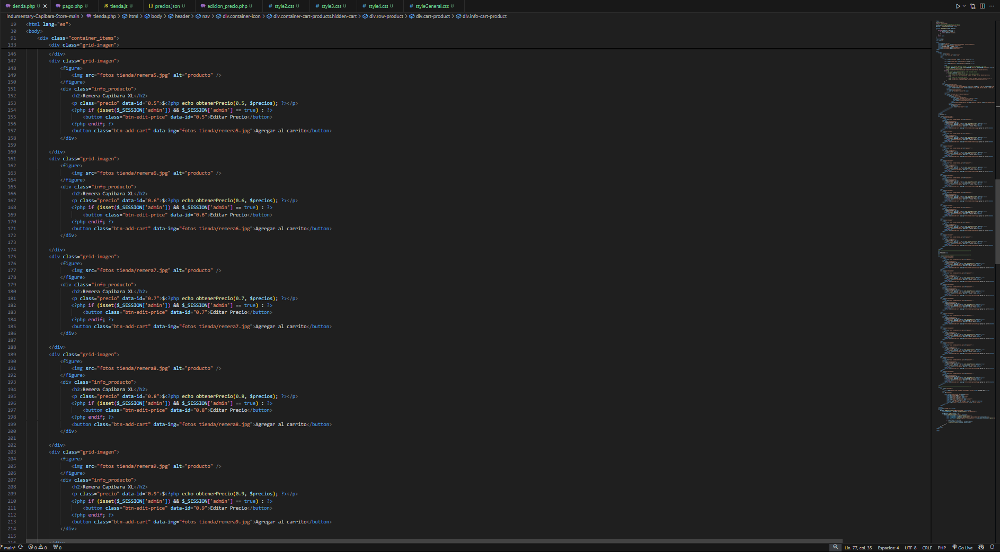 tienda.php U
pago.php U
JS tienda.js U
{} precios.json U
edicion_precio.php U
# style2.css U
# style3.css U
# style4.css U
# styleGeneral.css U
Indumentary-Capibara-Store-main > tienda.php > html > body > header > nav > div.container-icon > div.container-cart-products.hidden-cart > div.row-product > div.cart-product > div.info-cart-product
19 <html lang="es">
30 <body>
91 <div class="container_items">
133 <div class="grid-imagen">
146 </div>
147 <div class="grid-imagen">
148 <figure>
149 <img src="fotos tienda/remera5.jpg" alt="producto" />
150 </figure>
151 <div class="info_producto">
152 <h2>Remera Capibara XL</h2>
153 <p class="precio" data-id="0.5">$<?php echo obtenerPrecio(0.5, $precios); ?></p>
154 <?php if (isset($_SESSION['admin']) && $_SESSION['admin'] == true) : ?>
155 <button class="btn-edit-price" data-id="0.5">Editar Precio</button>
156 <?php endif; ?>
157 <button class="btn-add-cart" data-img="fotos tienda/remera5.jpg">Agregar al carrito</button>
158 </div>
159
160 </div>
161 <div class="grid-imagen">
162 <figure>
163 <img src="fotos tienda/remera6.jpg" alt="producto" />
164 </figure>
165 <div class="info_producto">
166 <h2>Remera Capibara XL</h2>
167 <p class="precio" data-id="0.6">$<?php echo obtenerPrecio(0.6, $precios); ?></p>
168 <?php if (isset($_SESSION['admin']) && $_SESSION['admin'] == true) : ?>
169 <button class="btn-edit-price" data-id="0.6">Editar Precio</button>
170 <?php endif; ?>
171 <button class="btn-add-cart" data-img="fotos tienda/remera6.jpg">Agregar al carrito</button>
172 </div>
173
174 </div>
175 <div class="grid-imagen">
176 <figure>
177 <img src="fotos tienda/remera7.jpg" alt="producto" />
178 </figure>
179 <div class="info_producto">
180 <h2>Remera Capibara XL</h2>
181 <p class="precio" data-id="0.7">$<?php echo obtenerPrecio(0.7, $precios); ?></p>
182 <?php if (isset($_SESSION['admin']) && $_SESSION['admin'] == true) : ?>
183 <button class="btn-edit-price" data-id="0.7">Editar Precio</button>
184 <?php endif; ?>
185 <button class="btn-add-cart" data-img="fotos tienda/remera7.jpg">Agregar al carrito</button>
186 </div>
187
188 </div>
189 <div class="grid-imagen">
190 <figure>
191 <img src="fotos tienda/remera8.jpg" alt="producto" />
192 </figure>
193 <div class="info_producto">
194 <h2>Remera Capibara XL</h2>
195 <p class="precio" data-id="0.8">$<?php echo obtenerPrecio(0.8, $precios); ?></p>
196 <?php if (isset($_SESSION['admin']) && $_SESSION['admin'] == true) : ?>
197 <button class="btn-edit-price" data-id="0.8">Editar Precio</button>
198 <?php endif; ?>
199 <button class="btn-add-cart" data-img="fotos tienda/remera8.jpg">Agregar al carrito</button>
200 </div>
201
202 </div>
203 <div class="grid-imagen">
204 <figure>
205 <img src="fotos tienda/remera9.jpg" alt="producto" />
206 </figure>
207 <div class="info_producto">
208 <h2>Remera Capibara XL</h2>
209 <p class="precio" data-id="0.9">$<?php echo obtenerPrecio(0.9, $precios); ?></p>
210 <?php if (isset($_SESSION['admin']) && $_SESSION['admin'] == true) : ?>
211 <button class="btn-edit-price" data-id="0.9">Editar Precio</button>
212 <?php endif; ?>
213 <button class="btn-add-cart" data-img="fotos tienda/remera9.jpg">Agregar al carrito</button>
214 </div>
215
216 </div>
main* 0 0 0 Lin. 77, col. 35 Espacios: 4 UTF-8 CRLF PHP Go Live